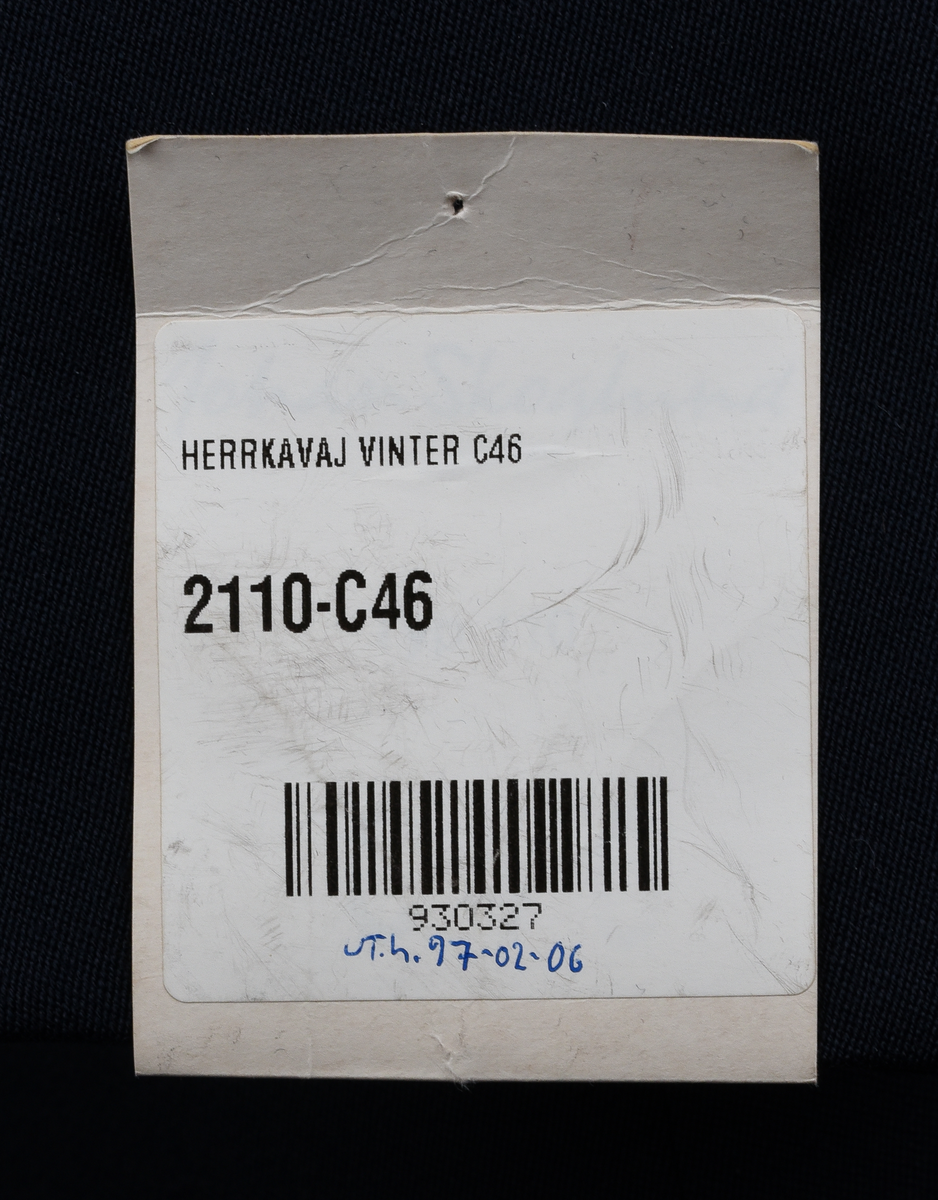 HERRKAVAJ VINTER C46
2110-C46
930327
UT.h. 97-02-06